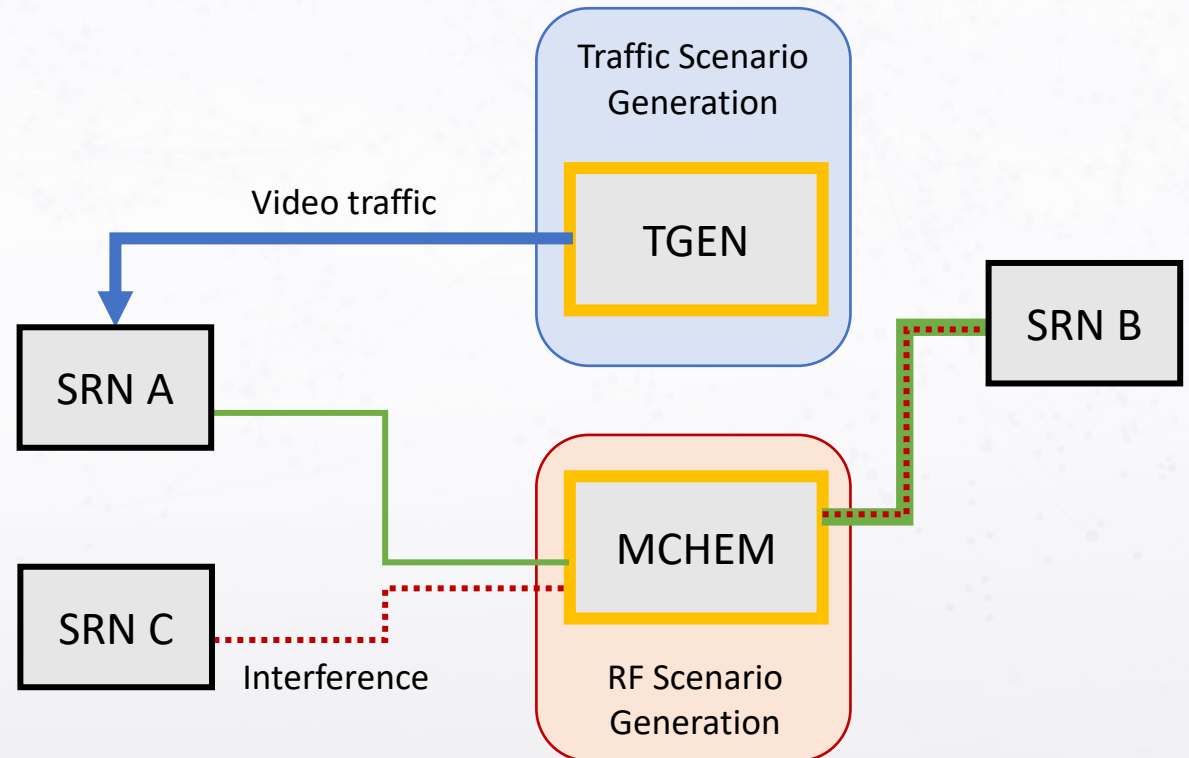 Traffic Scenario
Generation
Video traffic
TGEN
SRN B
SRN A
MCHEM
SRN C
Interference
RF Scenario
Generation